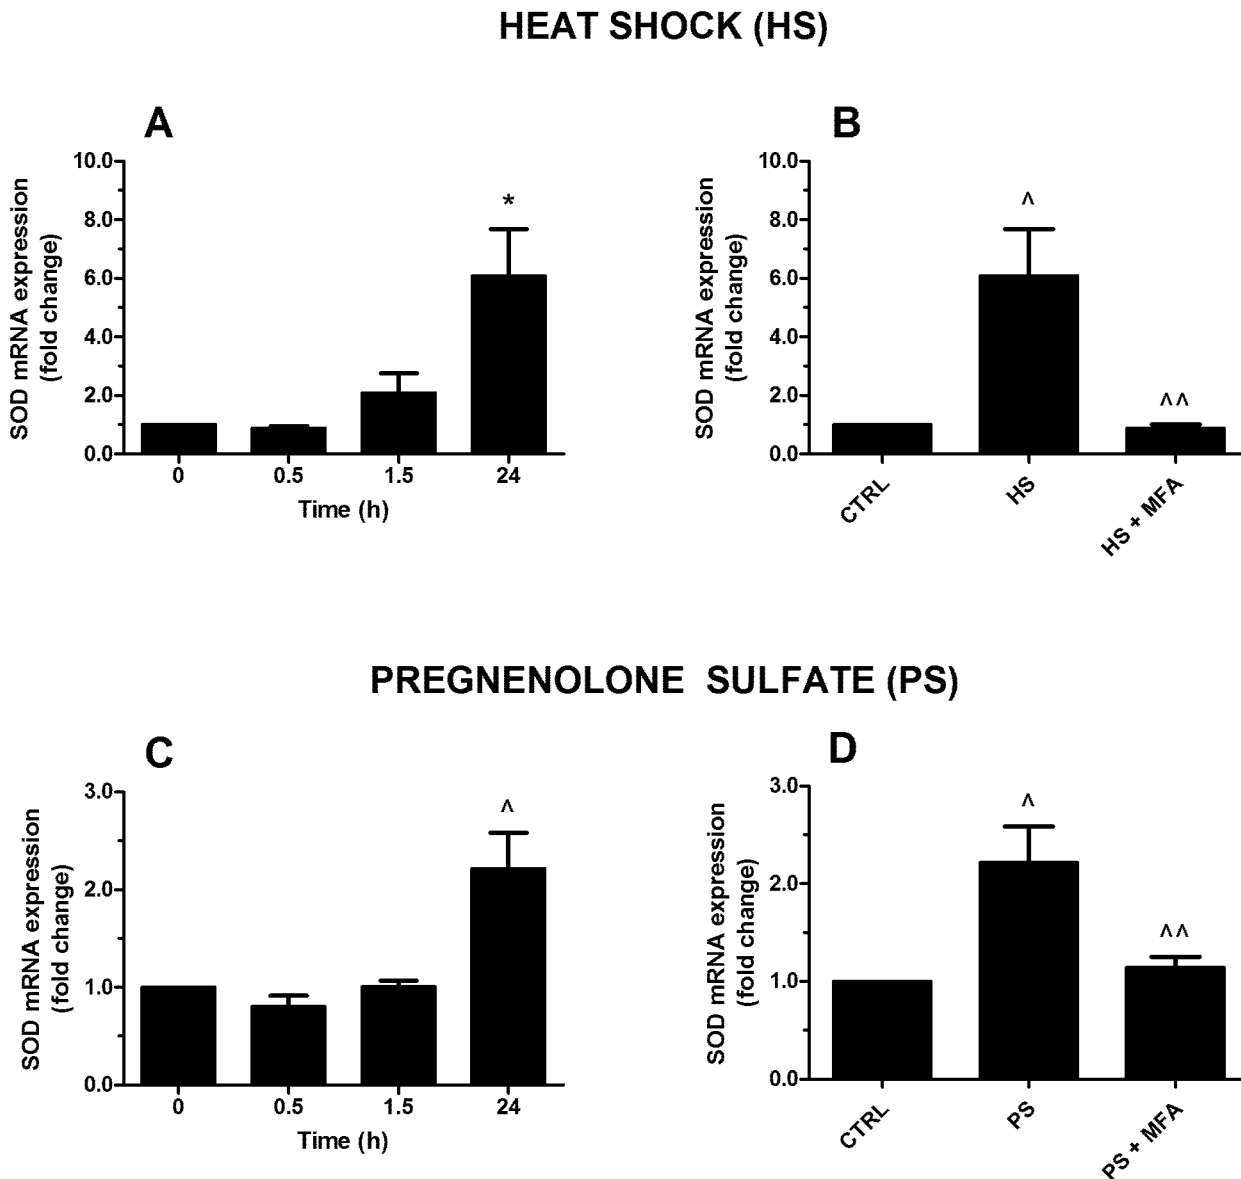 HEAT SHOCK (HS)
A
SOD mRNA expression
(fold change)
10.0
8.0
6.0
4.0
2.0
0.0
*
0 0.5 1.5 24
Time (h)
B
SOD mRNA expression
(fold change)
10.0
8.0
6.0
4.0
2.0
0.0
^
^^
CTRL
HS
HS + MFA
PREGNENOLONE SULFATE (PS)
C
SOD mRNA expression
(fold change)
3.0
2.0
1.0
0.0
^
0 0.5 1.5 24
Time (h)
D
SOD mRNA expression
(fold change)
3.0
2.0
1.0
0.0
^
^^
CTRL
PS
PS + MFA